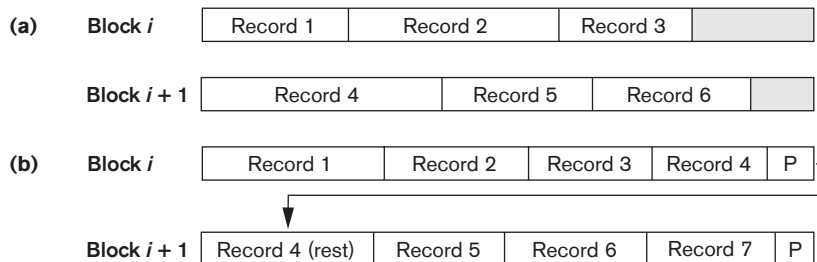 (a) Block i Record 1 Record 2 Record 3
Block i + 1 Record 4 Record 5 Record 6
(b) Block i Record 1 Record 2 Record 3 Record 4 P
Block i + 1 Record 4 (rest) Record 5 Record 6 Record 7 P